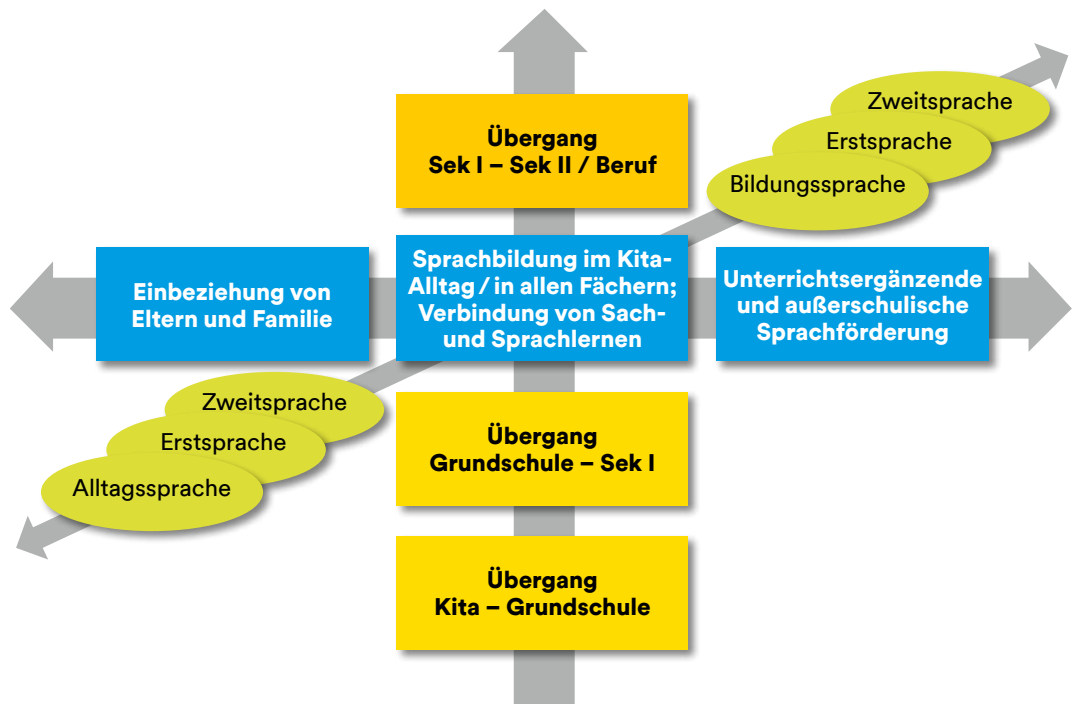 Zweitsprache
Erstsprache
Bildungssprache
Übergang
Sek I – Sek II / Beruf
Einbeziehung von
Eltern und Familie
Sprachbildung im Kita-
Alltag / in allen Fächern;
Verbindung von Sach-
und Sprachlernen
Unterrichtsergänzende
und außerschulische
Sprachförderung
Zweitsprache
Erstsprache
Alltagssprache
Übergang
Grundschule – Sek I
Übergang
Kita – Grundschule